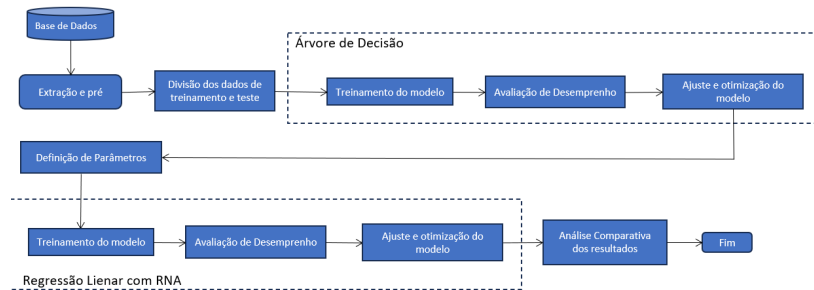 Base de Dados
Árvore de Decisão
Extração e pré
Divisão dos dados de
treinamento e teste
Treinamento do modelo
Avaliação de Desempenho
Ajuste e otimização do
modelo
Definição de Parâmetros
Treinamento do modelo
Avaliação de Desempenho
Ajuste e otimização do
modelo
Análise Comparativa
dos resultados
Fim
Regressão Lienar com RNA